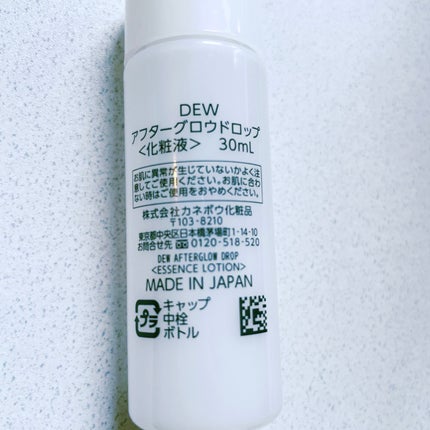 DEW
アフターグロウドロップ
<化粧液> 30mL
お肌に異常が生じていないかよく注
意してご使用ください。お肌に合わ
ない時はご使用をおやめください。
株式会社カネボウ化粧品
〒103-8210
東京都中央区日本橋茅場町1-14-10
お問合せ先 0120-518-520
DEW AFTERGLOW DROP
<ESSENCE LOTION>
MADE IN JAPAN
プラ
キャップ
中栓
ボトル